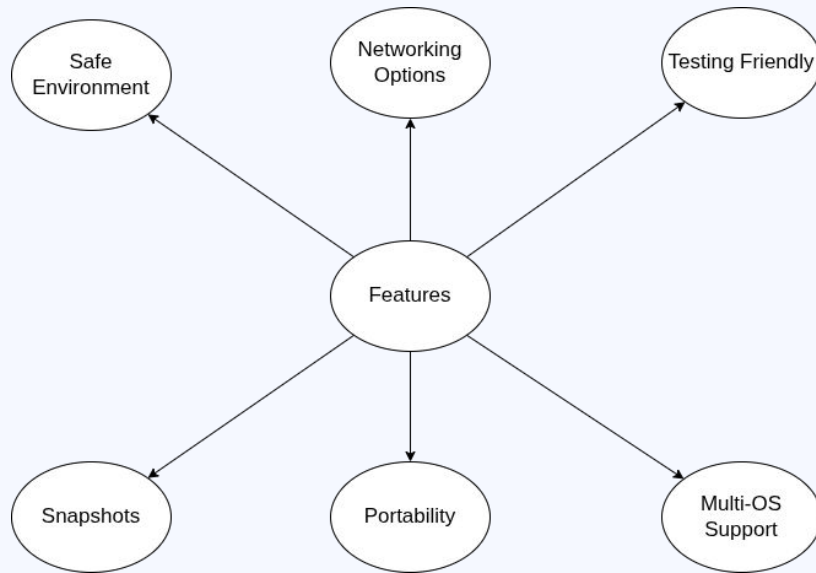 Safe
Environment
Networking
Options
Testing Friendly
Features
Snapshots
Portability
Multi-OS
Support